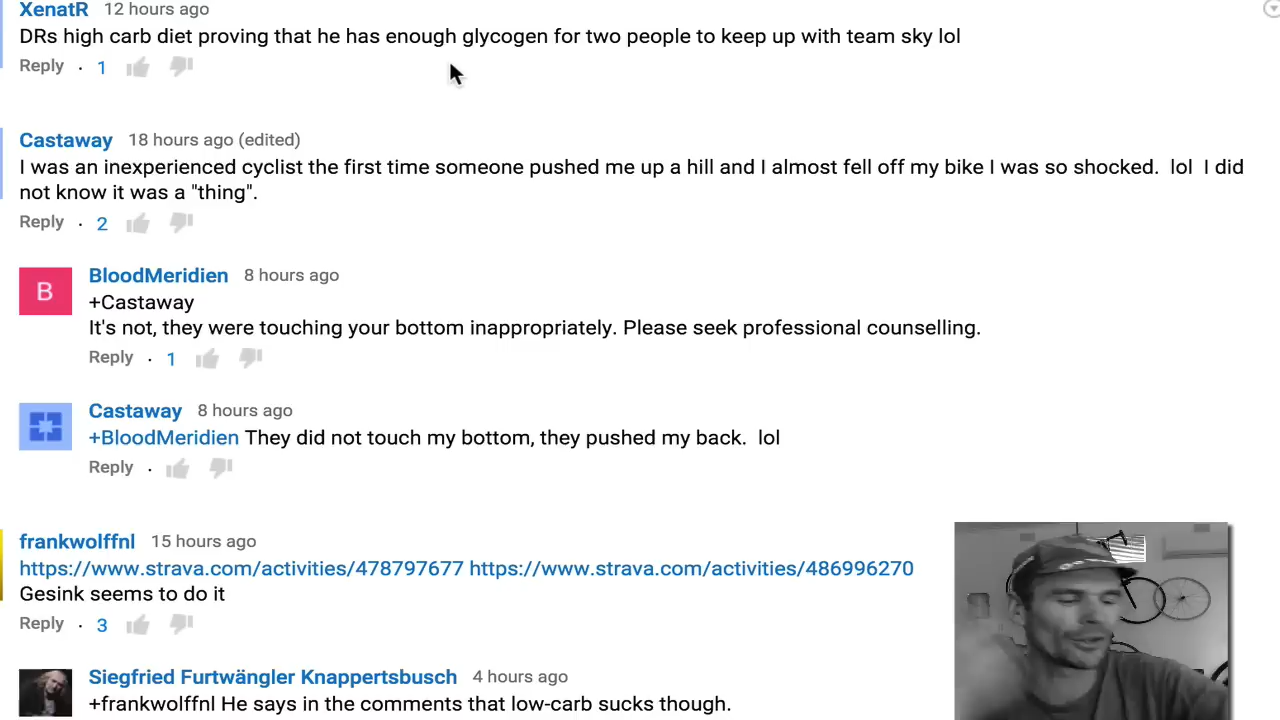 XenatR 12 hours ago
DRs high carb diet proving that he has enough glycogen for two people to keep up with team sky lol
Reply · 1
Castaway 18 hours ago (edited)
I was an inexperienced cyclist the first time someone pushed me up a hill and I almost fell off my bike I was so shocked. lol I did
not know it was a "thing".
Reply · 2
B
BloodMeridien 8 hours ago
+Castaway
It's not, they were touching your bottom inappropriately. Please seek professional counselling.
Reply · 1
Castaway 8 hours ago
+BloodMeridien They did not touch my bottom, they pushed my back. lol
Reply ·
frankwolffnl 15 hours ago
https://www.strava.com/activities/478797677 https://www.strava.com/activities/486996270
Gesink seems to do it
Reply · 3
Siegfried Furtwängler Knappertsbusch 4 hours ago
+frankwolffnl He says in the comments that low-carb sucks though.